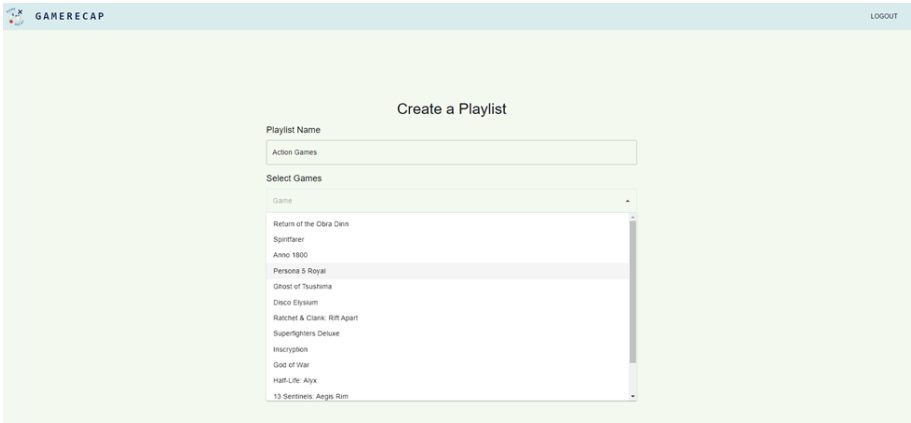 GAMERECAP
LOGOUT
Create a Playlist
Playlist Name
Action Games
Select Games
Game
Return of the Obra Dinn
Spiritfarer
Anno 1800
Persona 5 Royal
Ghost of Tsushima
Disco Elysium
Ratchet & Clank: Rift Apart
Superfighters Deluxe
Inscryption
God of War
Half-Life: Alyx
13 Sentinels: Aegis Rim